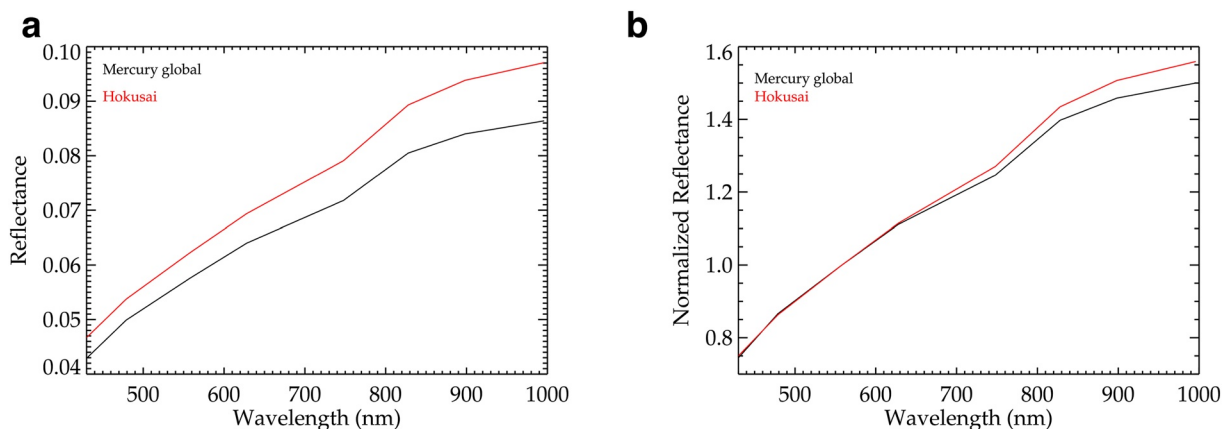 a
0.10
0.09
0.08
0.07
0.06
0.05
0.04
Reflectance
Mercury global
Hokusai
500 600 700 800 900 1000
Wavelength (nm)
b
1.6
1.4
1.2
1.0
0.8
Normalized Reflectance
Mercury global
Hokusai
500 600 700 800 900 1000
Wavelength (nm)